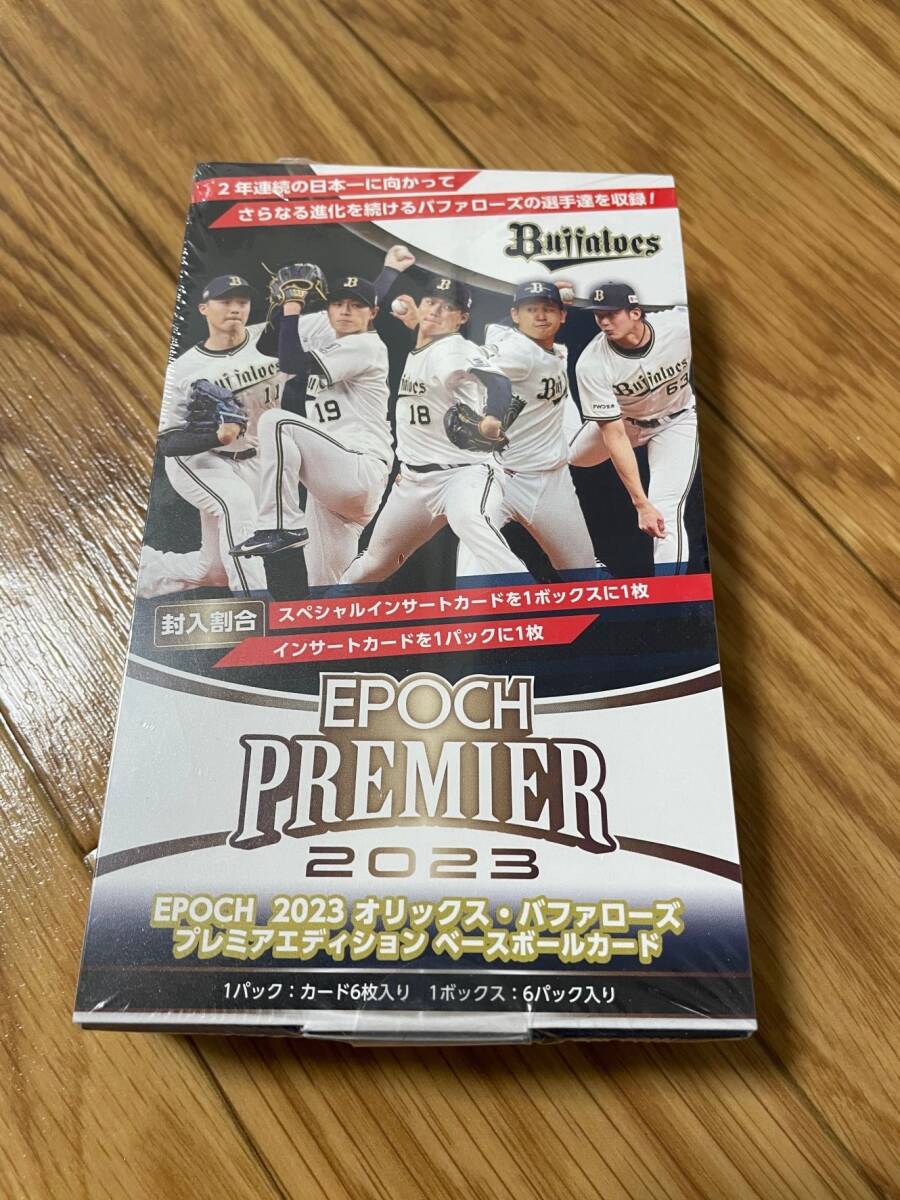 2年連続の日本一に向かって
さらなる進化を続けるバファローズの選手達を収録！
Buffaloes
B
B
B
B
Buffaloes
11
19
Buffaloes
18
Buffaloes
63
封入割合
スペシャルインサートカードを1ボックスに1枚
インサートカードを1パックに1枚
EPOCH
PREMIER
2023
EPOCH 2023 オリックス・バファローズ
プレミアエディション ベースボールカード
1パック：カード6枚入り 1ボックス：6パック入り